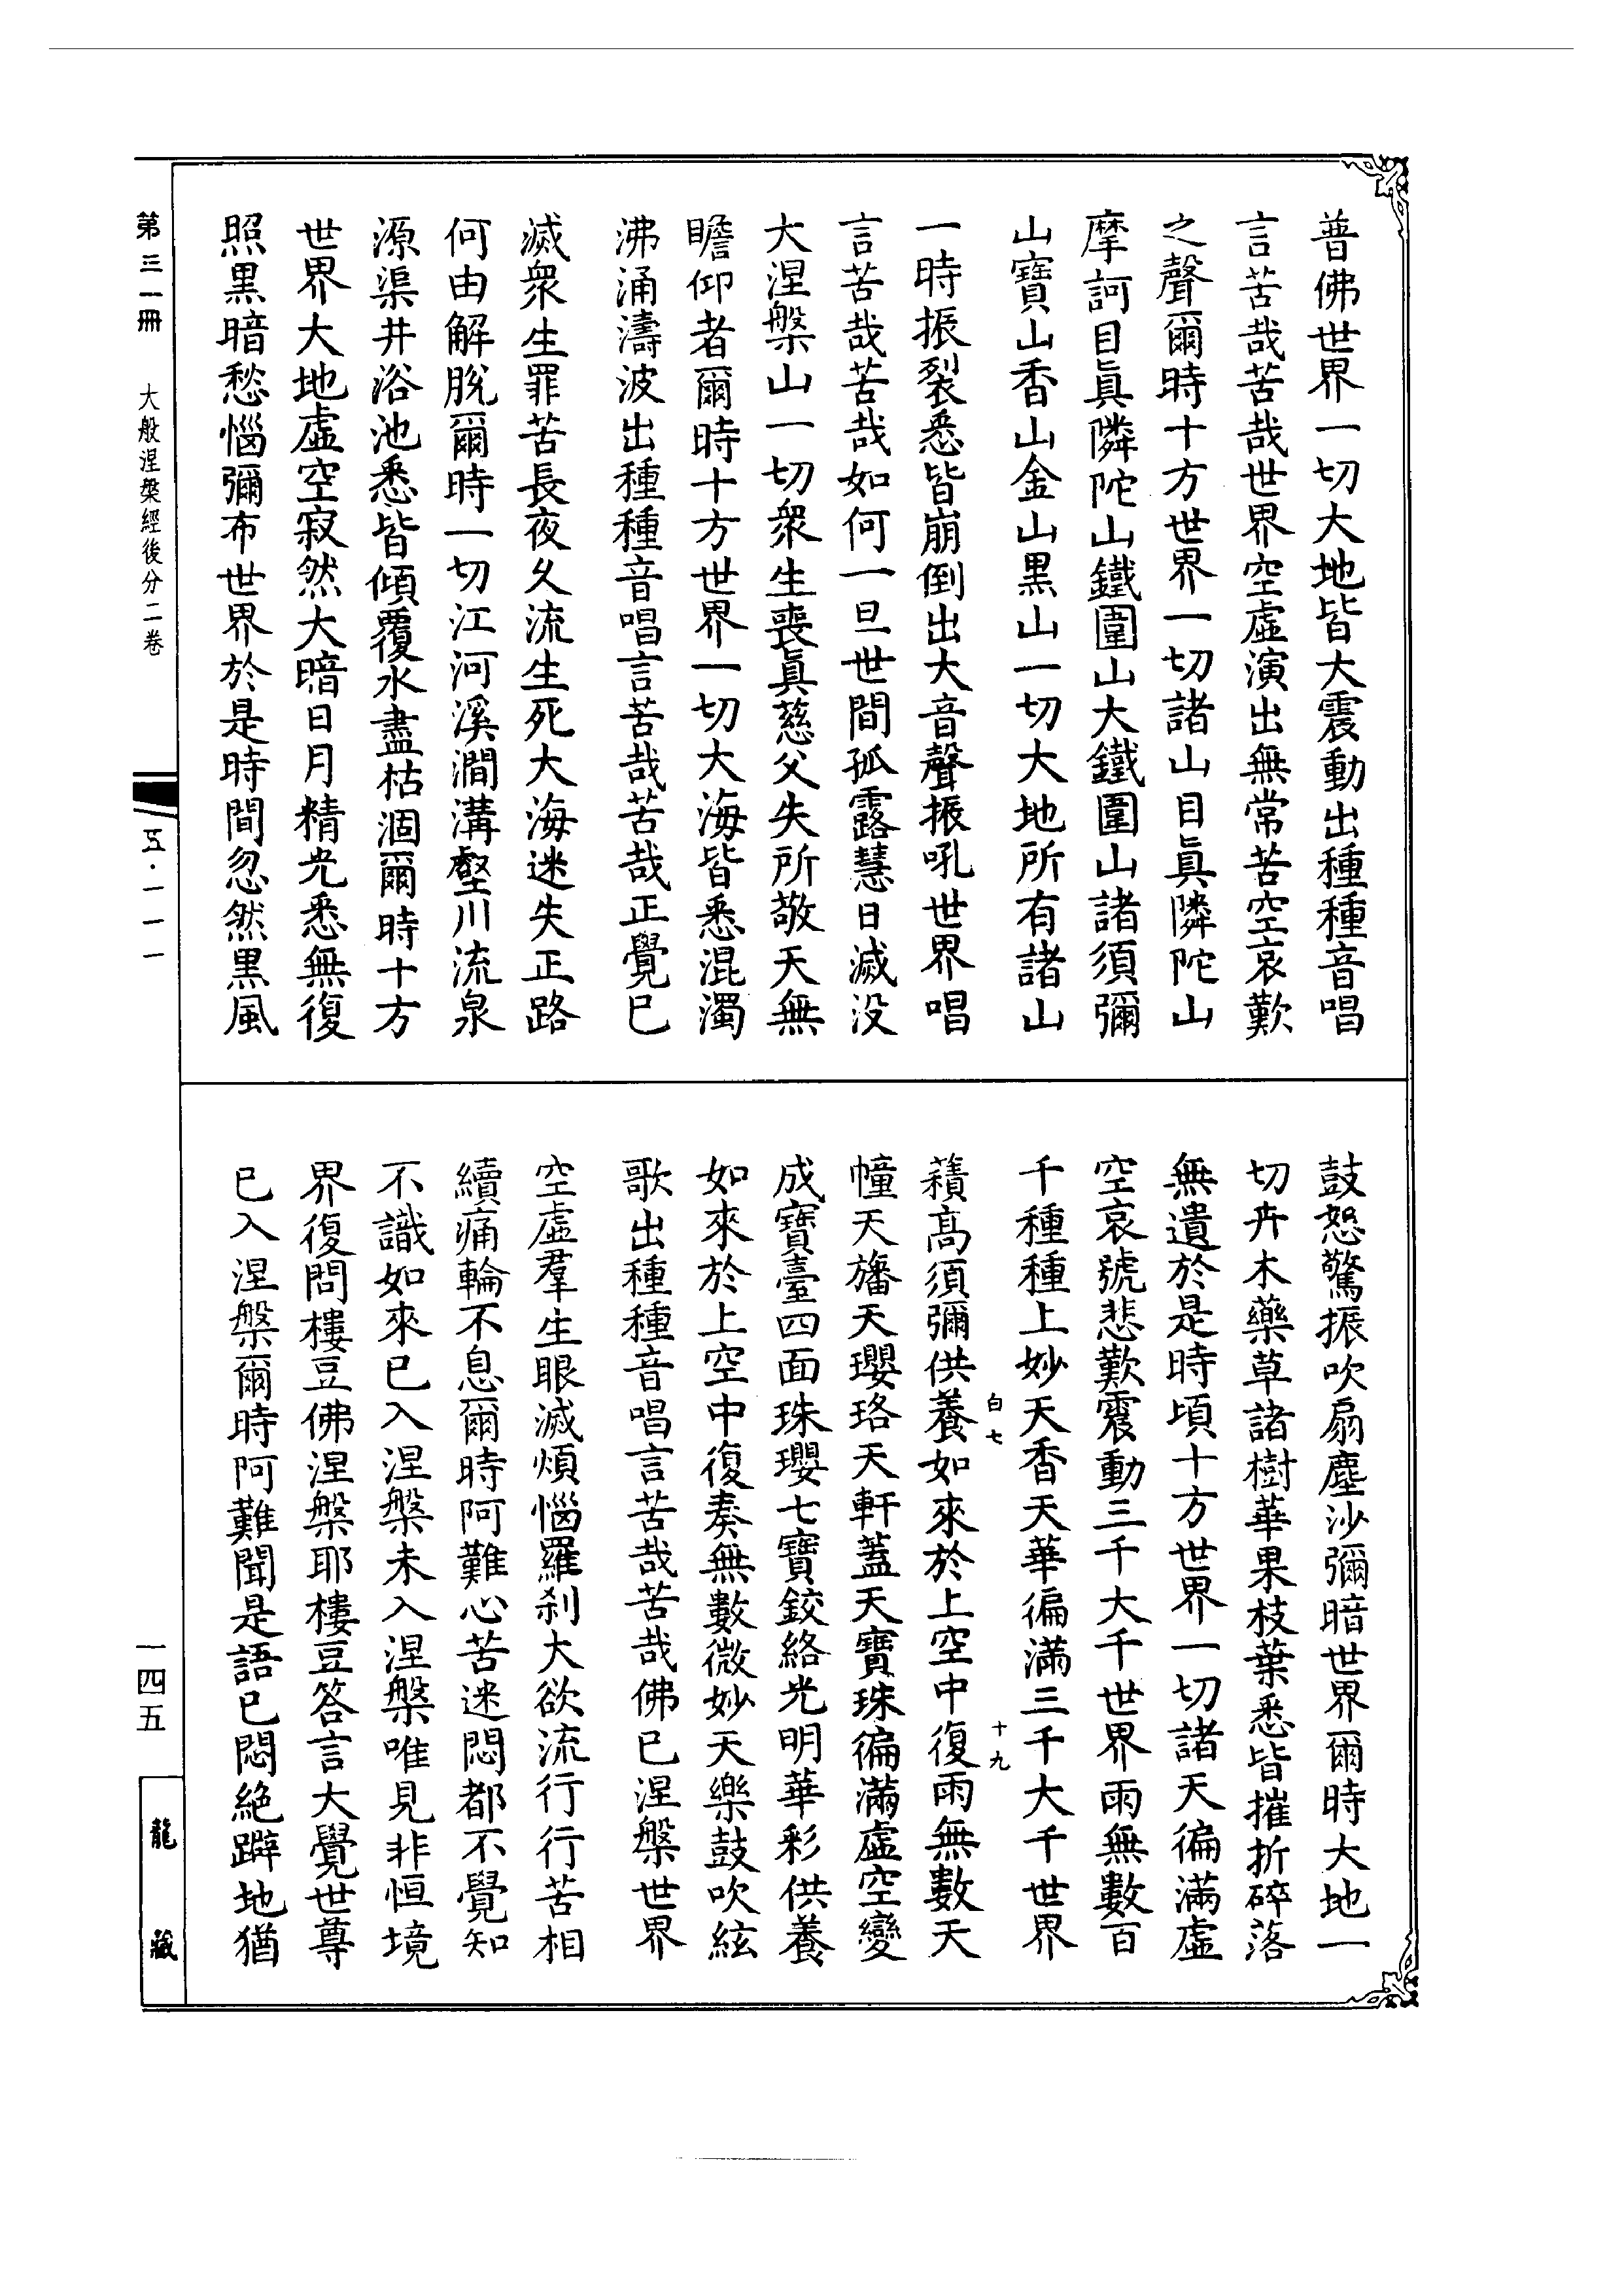 普佛世界一切大地皆大震動出種種音唱
言苦哉苦哉世界空虛演出無常苦空哀歎
之聲爾時十方世界一切諸山目眞隣陀山
摩訶目眞隣陀山鐵圍山大鐵圍山諸須彌
山寶山香山金山黑山一切大地所有諸山
一時振裂悉皆崩倒出大音聲振吼世界唱
言苦哉苦哉如何一旦世間孤露慧日滅没
大涅槃山一切衆生喪眞慈父失所敬天無
瞻仰者爾時十方世界一切大海皆悉混濁
沸涌濤波出種種音唱言苦哉苦哉正覺已
滅衆生罪苦長夜久流生死大海迷失正路
何由解脫爾時一切江河溪澗溝壑川流泉
源渠井浴池悉皆傾覆水盡枯涸爾時十方
世界大地虛空寂然大暗日月精光悉無復
照黑暗愁惱彌布世界於是時間忽然黑風
鼓怒驚振吹扇塵沙彌暗世界爾時大地一
切卉木藥草諸樹華果枝葉悉皆摧折碎落
無遺於是時頃十方世界一切諸天徧滿虛
空哀號悲歎震動三千大千世界雨無數百
千種種上妙天香天華徧滿三千大千世界
積高須彌供養如來於上空中復雨無數天
幢天旛天瓔珞天軒蓋天寶珠徧滿虛空變
成寶臺四面珠瓔七寶鉸絡光明華彩供養
如來於上空中復奏無數微妙天樂鼓吹絃
歌出種種音唱言苦哉苦哉佛已涅槃世界
空虛羣生眼滅煩惱羅刹大欲流行行苦相
續痛輪不息爾時阿難心苦迷悶都不覺知
不識如來已入涅槃未入涅槃唯見非恒境
界復問樓豆佛涅槃耶樓豆答言大覺世尊
已入涅槃爾時阿難聞是語已悶絕躃地猶
白七
十九
第三一冊
大般涅槃經後分二卷
五·一一一
一四五
龍藏